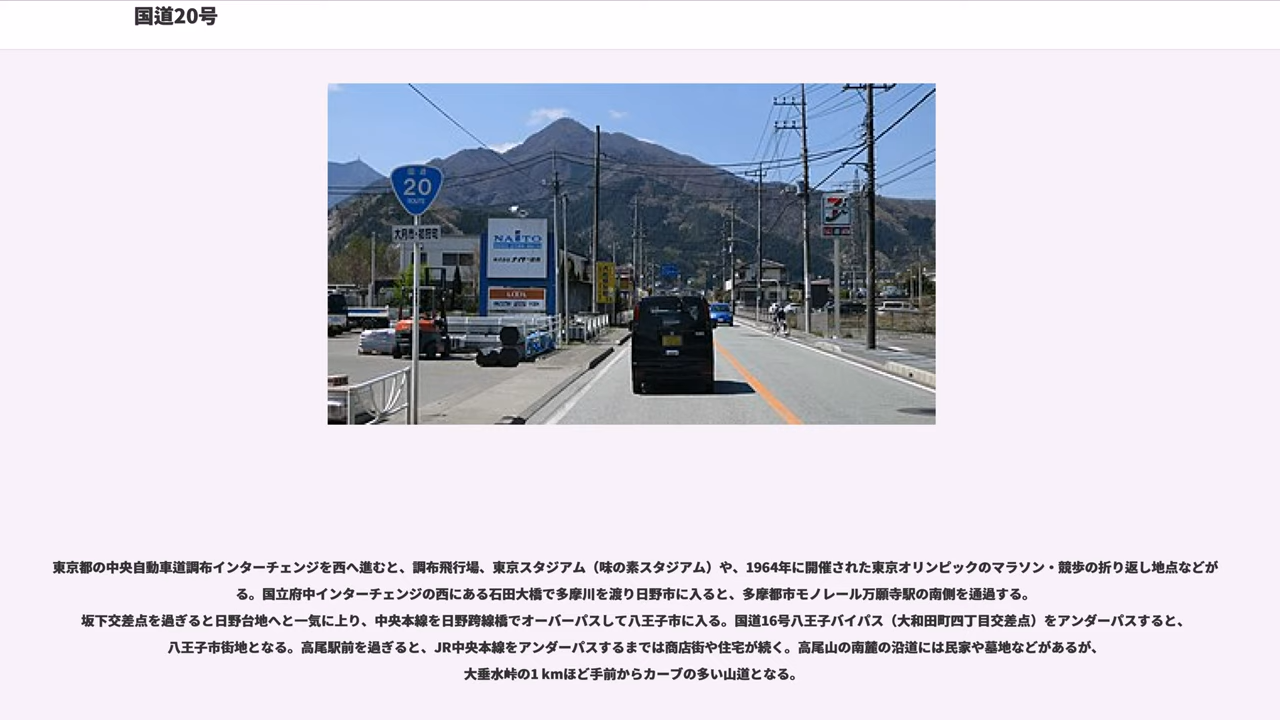 国道20号
国道
20
ROUTE
大月市・初狩町
NAITO
東京都の中央自動車道調布インターチェンジを西へ進むと、調布飛行場、東京スタジアム（味の素スタジアム）や、1964年に開催された東京オリンピックのマラソン・競歩の折り返し地点などが
る。国立府中インターチェンジの西にある石田大橋で多摩川を渡り日野市に入ると、多摩都市モノレール万願寺駅の南側を通過する。
坂下交差点を過ぎると日野台地へと一気に上り、中央本線を日野跨線橋でオーバーパスして八王子市に入る。国道16号八王子バイパス（大和田町四丁目交差点）をアンダーパスすると、
八王子市街地となる。高尾駅前を過ぎると、JR中央本線をアンダーパスするまでは商店街や住宅が続く。高尾山の南麓の沿道には民家や墓地などがあるが、
大垂水峠の1 kmほど手前からカーブの多い山道となる。